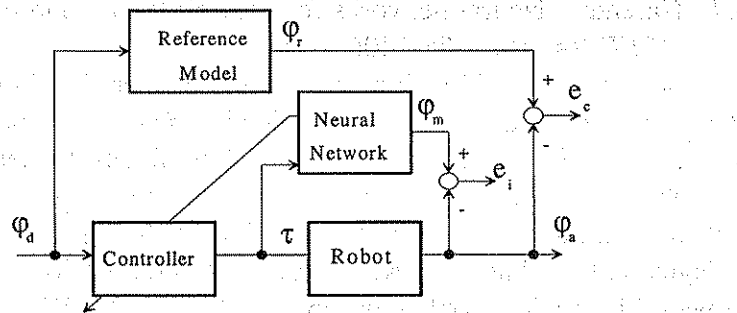 Reference
Model
φr
+
ec
-
Neural
Network
φm
+
ei
-
φd
Controller
τ
Robot
φa